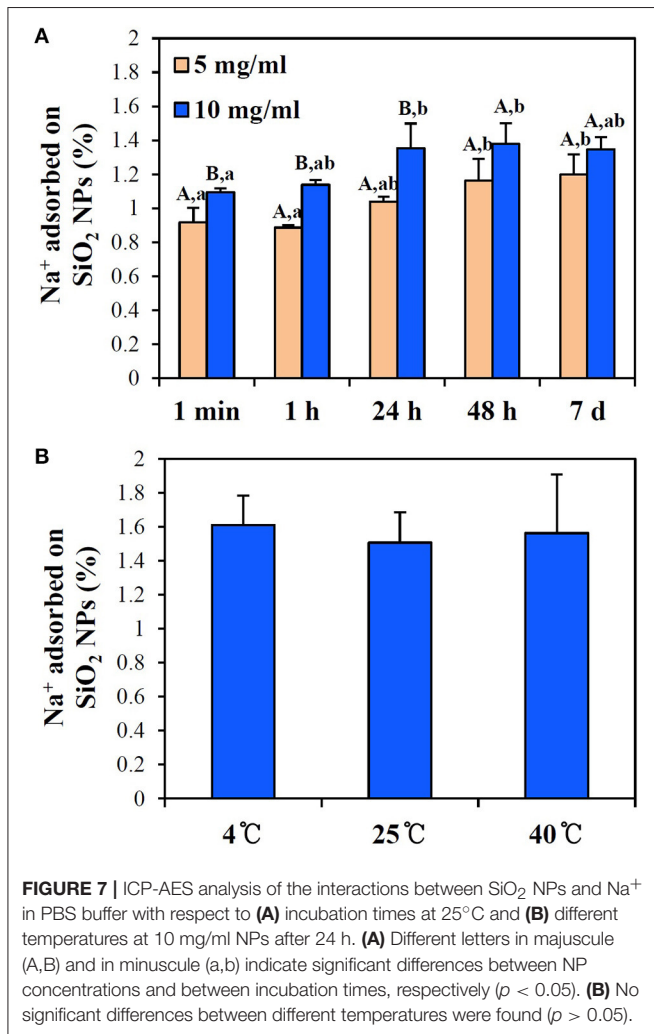 A
Na⁺ adsorbed on
SiO₂ NPs (%)
2
1.8
1.6
1.4
1.2
1
0.8
0.6
0.4
0.2
0
5 mg/ml
10 mg/ml
A,a
B,a
A,a
B,ab
A,ab
B,b
A,b
A,b
A,b
A,ab
1 min
1 h
24 h
48 h
7 d
B
Na⁺ adsorbed on
SiO₂ NPs (%)
2
1.8
1.6
1.4
1.2
1
0.8
0.6
0.4
0.2
0
4℃
25℃
40℃
FIGURE 7 | ICP-AES analysis of the interactions between SiO₂ NPs and Na⁺
in PBS buffer with respect to (A) incubation times at 25°C and (B) different
temperatures at 10 mg/ml NPs after 24 h. (A) Different letters in majuscule
(A,B) and in minuscule (a,b) indicate significant differences between NP
concentrations and between incubation times, respectively (p < 0.05). (B) No
significant differences between different temperatures were found (p > 0.05).